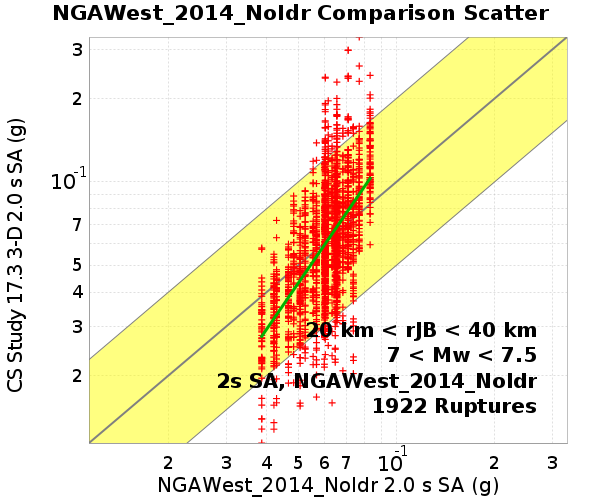 NGAWest_2014_NoIdr Comparison Scatter
CS Study 17.3 3-D 2.0 s SA (g)
3
2
10-1
7
5
4
3
2
20 km < rJB < 40 km
7 < Mw < 7.5
2s SA, NGAWest_2014_NoIdr
1922 Ruptures
2 3 4 5 6 7 10-1 2 3
NGAWest_2014_NoIdr 2.0 s SA (g)